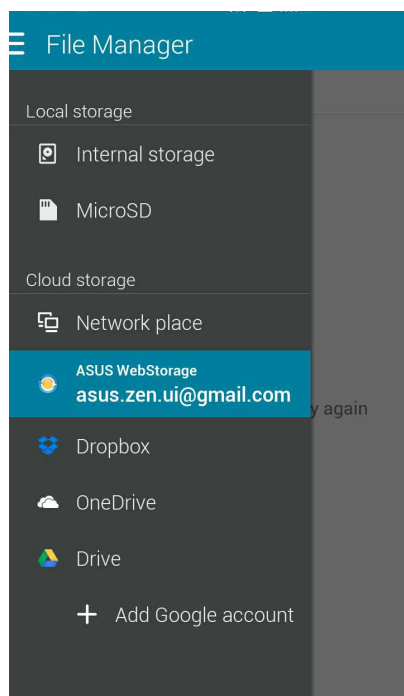 File Manager
Local storage
Internal storage
MicroSD
Cloud storage
Network place
ASUS WebStorage
asus.zen.ui@gmail.com
y again
Dropbox
OneDrive
Drive
Add Google account